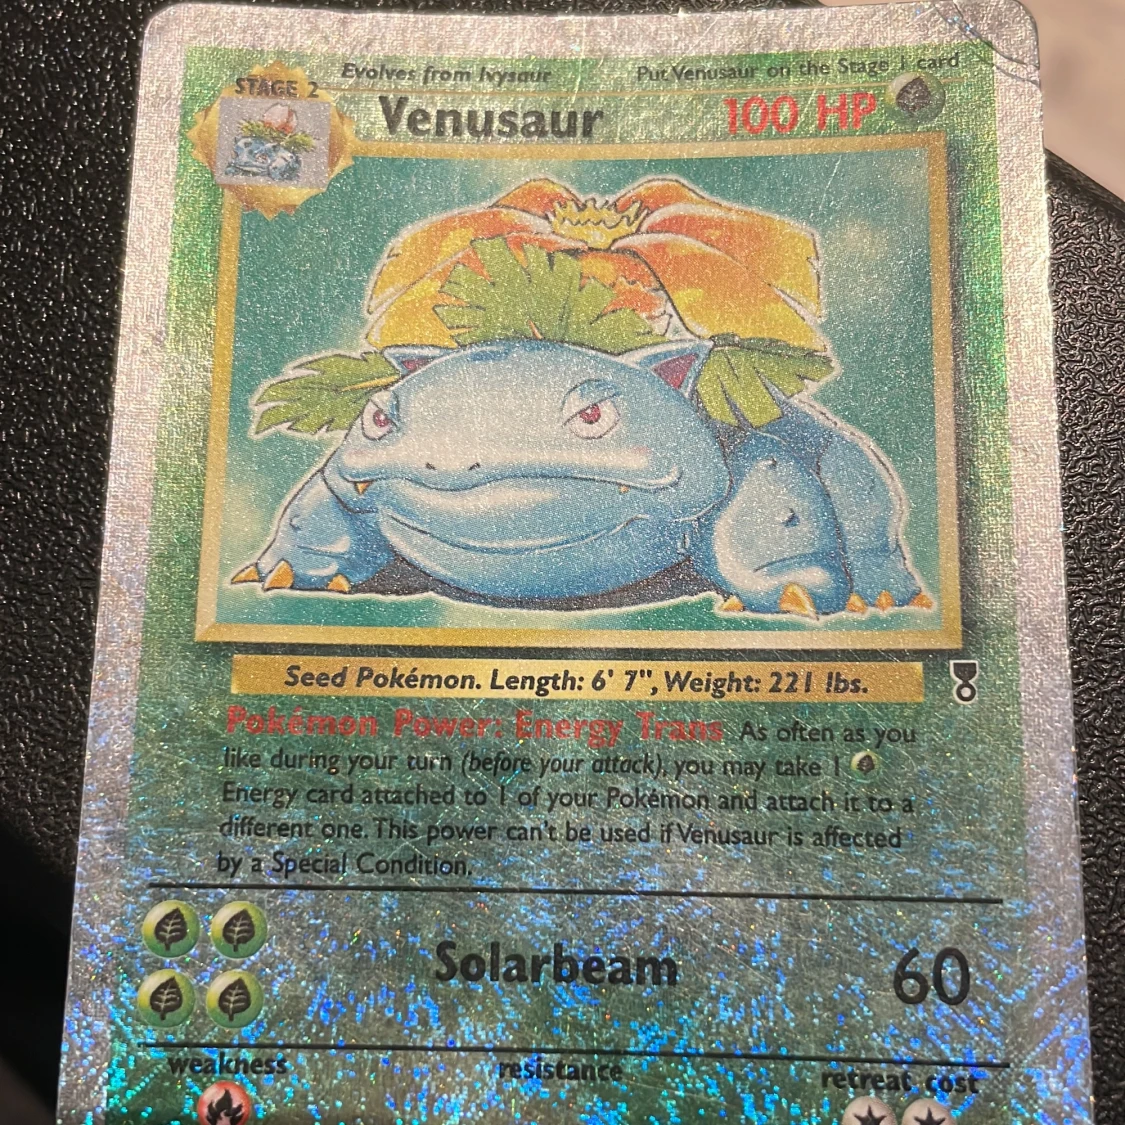 Evolves from Ivysaur Put Venusaur on the Stage 1 card
STAGE 2
Venusaur 100 HP
Seed Pokémon. Length: 6' 7", Weight: 221 lbs.
Pokémon Power: Energy Trans As often as you
like during your turn (before your attack), you may take 1
Energy card attached to 1 of your Pokémon and attach it to a
different one. This power can't be used if Venusaur is affected
by a Special Condition.
Solarbeam 60
weakness resistance retreat cost